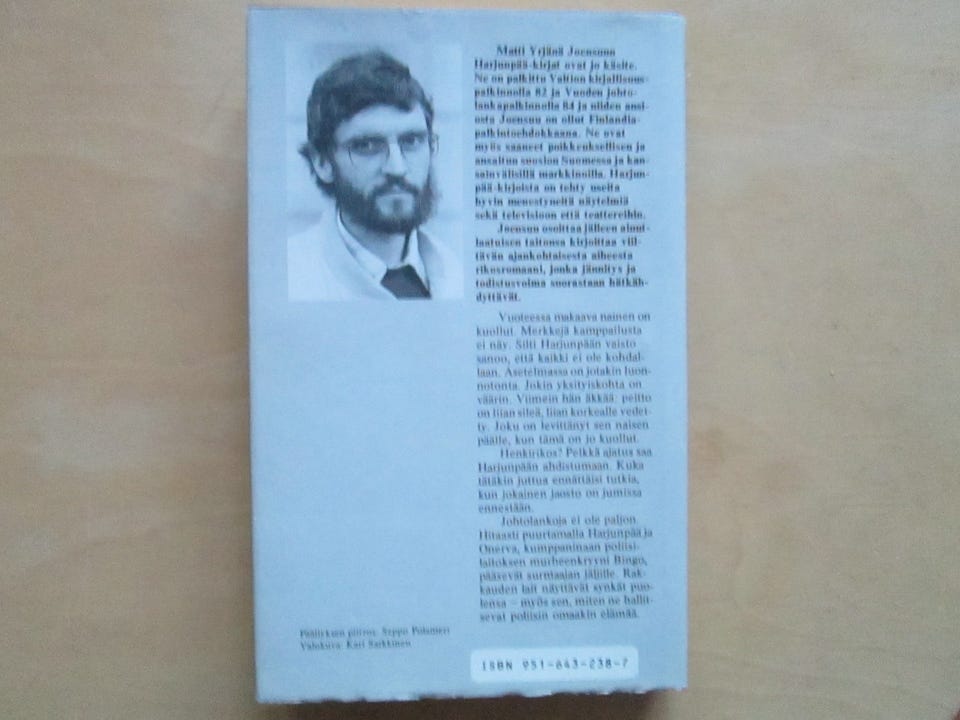 Matti Yrjänä Joensuun
Harjunpää-kirjat ovat jo käsite.
Ne on palkittu Valtion kirjallisuus-
palkinnolla 82 ja Vuoden johto-
lankapalkinnolla 84 ja niiden ansi-
osta Joensuu on ollut Finlandia-
palkintoehdokkaana. Ne ovat
myös saaneet poikkeuksellisen ja
ansaitun suosion Suomessa ja kan-
sainvälisillä markkinoilla. Harjun-
pää-kirjoista on tehty useita
hyvin menestyneitä näytelmiä
sekä televisioon että teattereihin.
Joensuu osoittaa jälleen ainut-
laatuisen taitonsa kirjoittaa viil-
tävän ajankohtaisesta aiheesta
rikosromaani, jonka jännitys ja
todistusvoima suorastaan hätkäh-
dyttävät.
Vuoteessa makaava nainen on
kuollut. Merkkejä kamppailusta
ei näy. Silti Harjunpään vaisto
sanoo, että kaikki ei ole kohdal-
laan. Asetelmassa on jotakin luon-
notonta. Jokin yksityiskohta on
väärin. Viimein hän äkkää: peitto
on liian sileä, liian korkealle vedet-
ty. Joku on levittänyt sen naisen
päälle, kun tämä on jo kuollut.
Henkirikos? Pelkkä ajatus saa
Harjunpään ahdistumaan. Kuka
tätäkin juttua ennättäisi tutkia,
kun jokainen jaosto on jumissa
ennestään.
Johtolankoja ei ole paljon.
Hitaasti puurtamalla Harjunpää ja
Onerva, kumppaninaan poliisi-
laitoksen murheenkryyni Bingo,
pääsevät surmaajan jäljille. Rak-
kauden lait näyttävät synkät puo-
lensa – myös sen, miten ne hallit-
sevat poliisin omaakin elämää.
Päällyksen piirros: Seppo Polameri
Valokuva: Kari Sarkkinen
ISBN 951-643-238-7